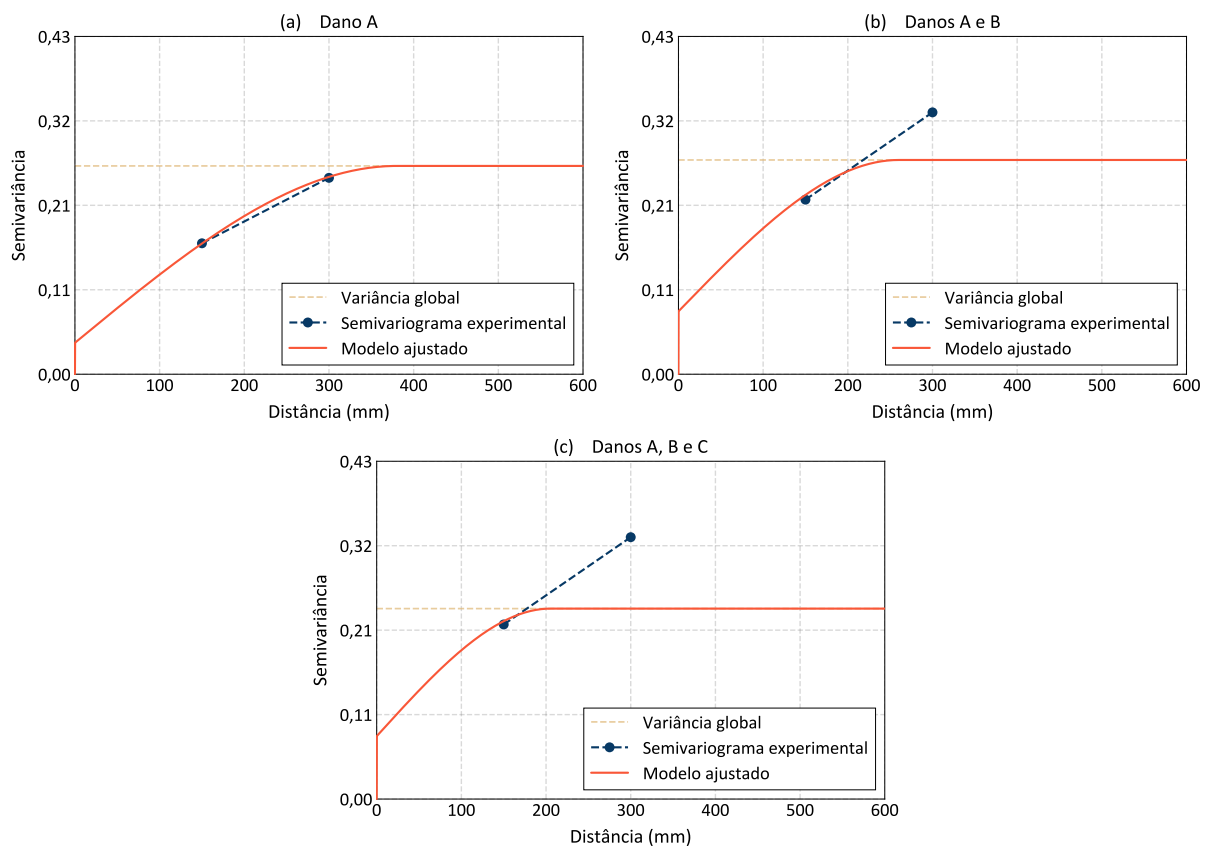 (a) Dano A
0,43
0,32
0,21
0,11
0,00
Semivariância
0 100 200 300 400 500 600
Distância (mm)
Variância global
Semivariograma experimental
Modelo ajustado
(b) Danos A e B
0,43
0,32
0,21
0,11
0,00
Semivariância
0 100 200 300 400 500 600
Distância (mm)
Variância global
Semivariograma experimental
Modelo ajustado
(c) Danos A, B e C
0,43
0,32
0,21
0,11
0,00
Semivariância
0 100 200 300 400 500 600
Distância (mm)
Variância global
Semivariograma experimental
Modelo ajustado